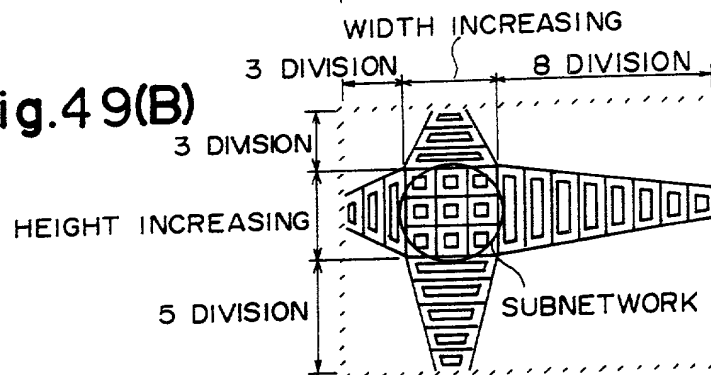 WIDTH INCREASING
3 DIVISION
8 DIVISION
ig.49(B)
3 DIVISION
HEIGHT INCREASING
5 DIVISION
SUBNETWORK